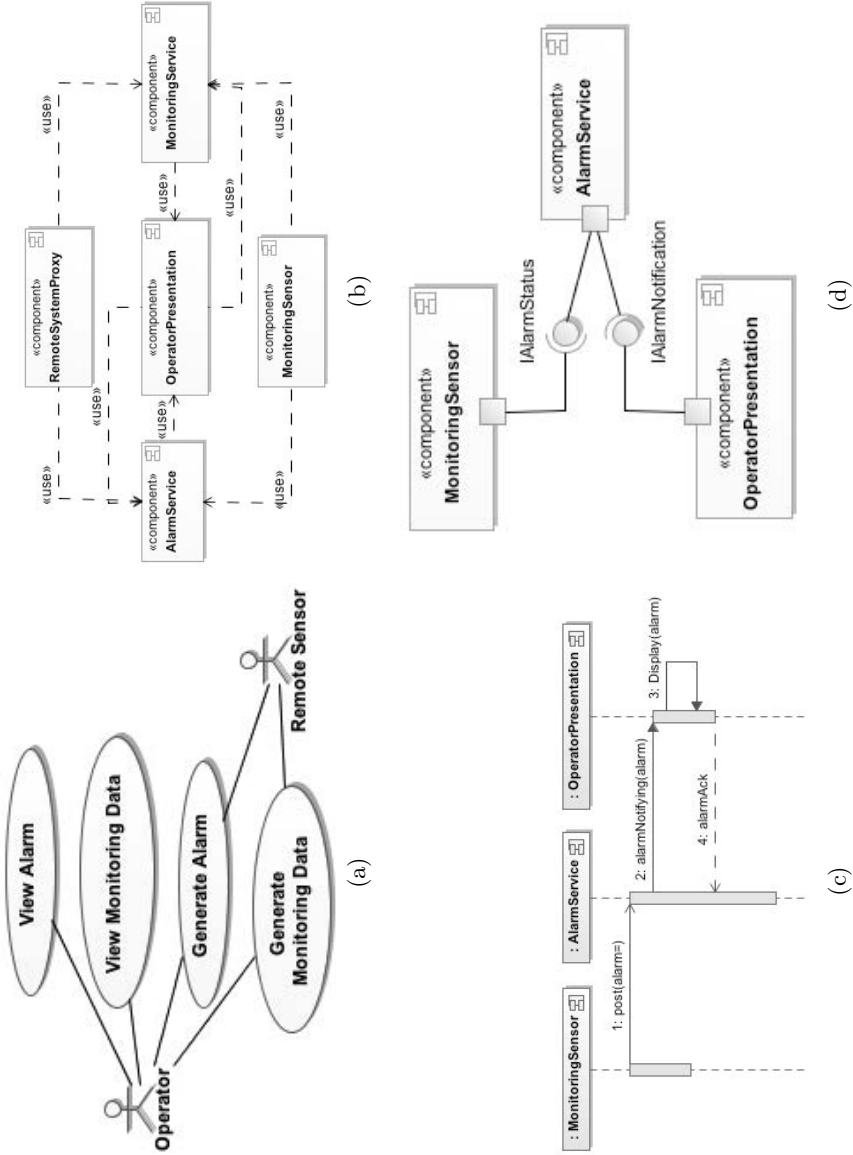 View Alarm
View Monitoring Data
Generate Alarm
Generate
Monitoring Data
Operator
Remote Sensor
(a)
«component»
RemoteSystemProxy
«use»
«use»
«use»
«component»
AlarmService
«use»
«component»
OperatorPresentation
«use»
«component»
MonitoringService
«use»
«component»
MonitoringSensor
«use»
«use»
(b)
: MonitoringSensor
: AlarmService
: OperatorPresentation
1: post(alarm=)
2: alarmNotifying(alarm)
3: Display(alarm)
4: alarmAck
(c)
«component»
MonitoringSensor
IAlarmStatus
«component»
AlarmService
IAlarmNotification
«component»
OperatorPresentation
(d)